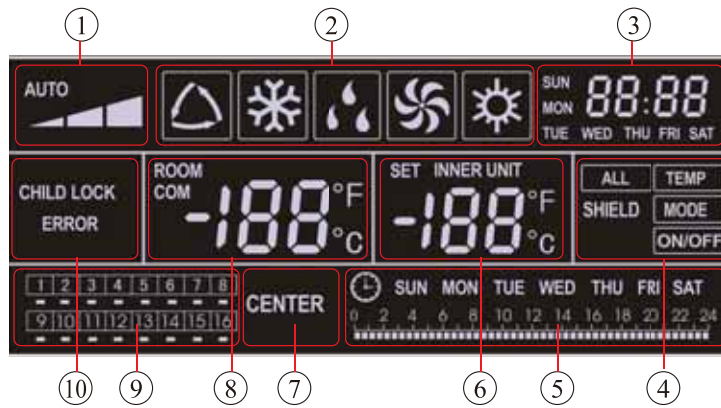 1 2 3
AUTO
SUN
MON
88:88
TUE WED THU FRI SAT
CHILD LOCK
ERROR
ROOM
COM
-188 °F
°C
SET INNER UNIT
-188 °F
°C
ALL TEMP
SHIELD MODE
ON/OFF
1 2 3 4 5 6 7 8
9 10 11 12 13 14 15 16
CENTER
SUN MON TUE WED THU FRI SAT
0 2 4 6 8 10 12 14 16 18 20 22 24
10 9 8 7 6 5 4